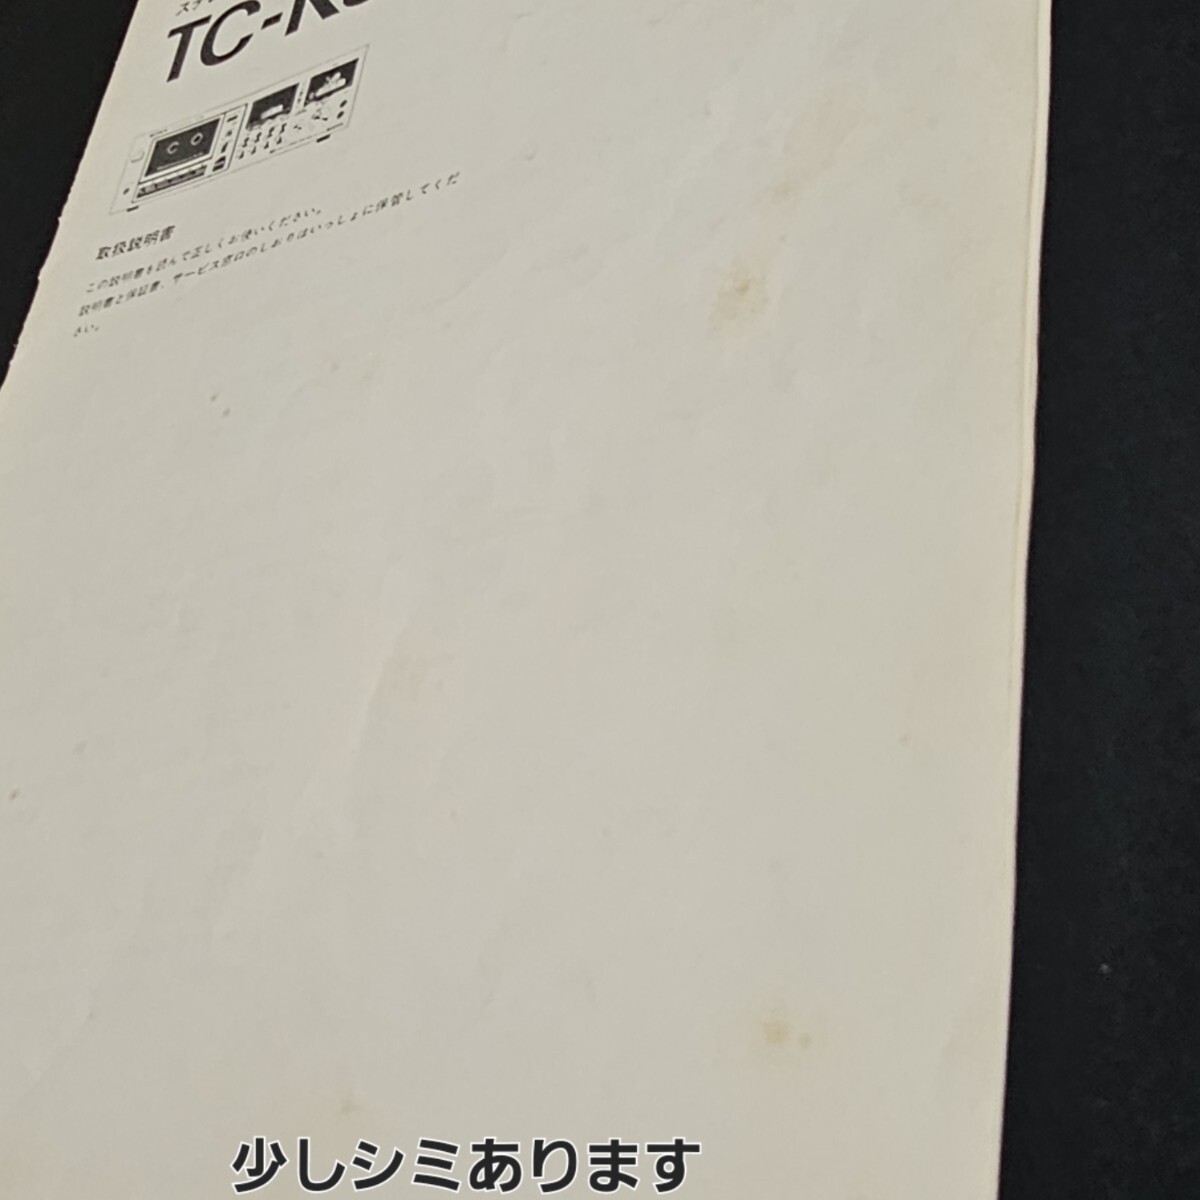 ステレ
TC-K
取扱説明書
この説明書を読んで正しくお使いください。
説明書と保証書、サービス窓口のしおりはいっしょに保管してくだ
さい。
少しシミあります